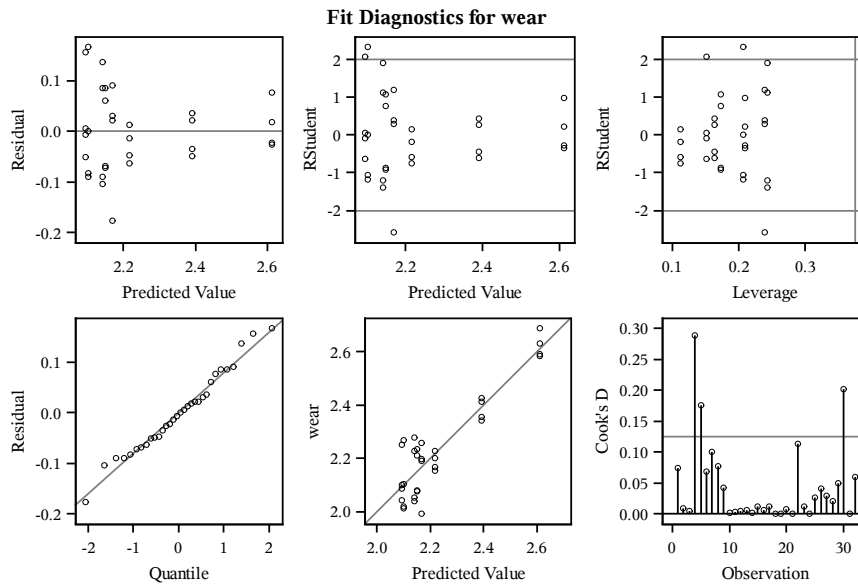 Fit Diagnostics for wear
Residual
0.1
0.0
-0.1
-0.2
2.2 2.4 2.6
Predicted Value
RStudent
2
1
0
-1
-2
2.2 2.4 2.6
Predicted Value
RStudent
2
1
0
-1
-2
0.1 0.2 0.3
Leverage
Residual
0.1
0.0
-0.1
-0.2
-2 -1 0 1 2
Quantile
wear
2.6
2.4
2.2
2.0
2.0 2.2 2.4 2.6
Predicted Value
Cook's D
0.30
0.25
0.20
0.15
0.10
0.05
0.00
0 10 20 30
Observation